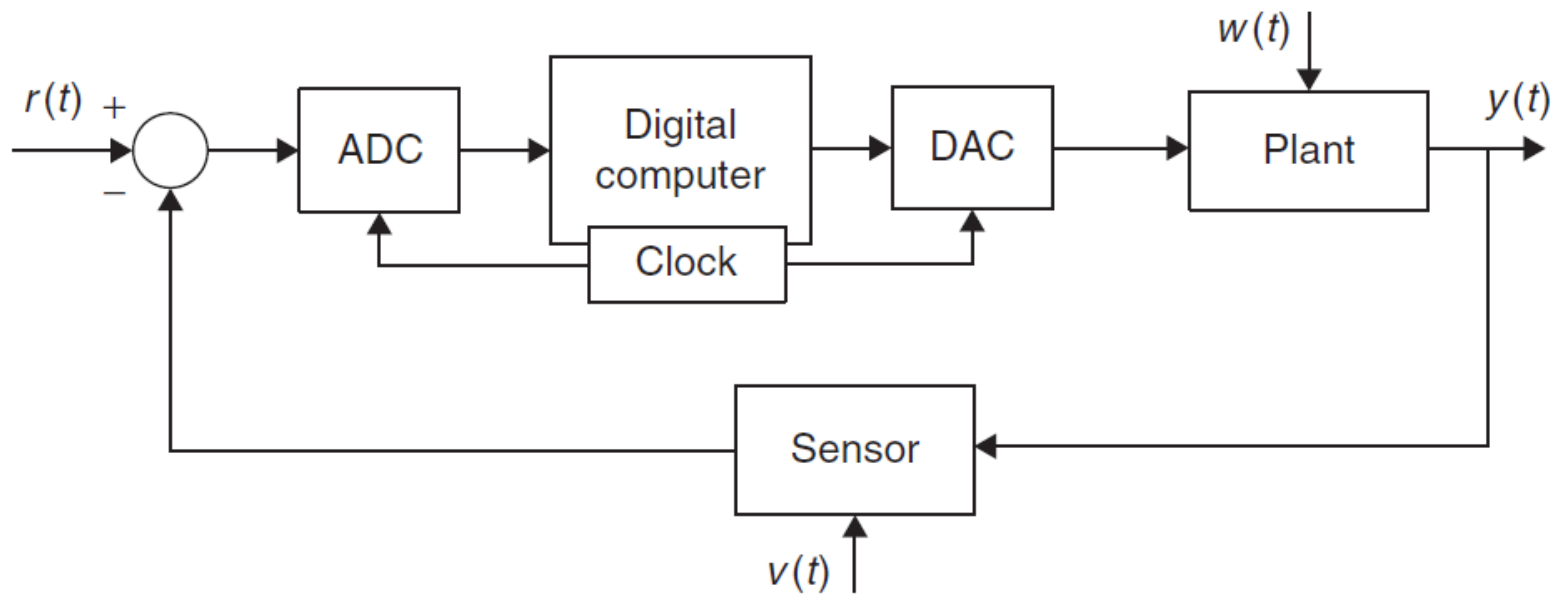 w(t)
r(t) +
y(t)
ADC
Digital
computer
DAC
Plant
−
Clock
Sensor
v(t)